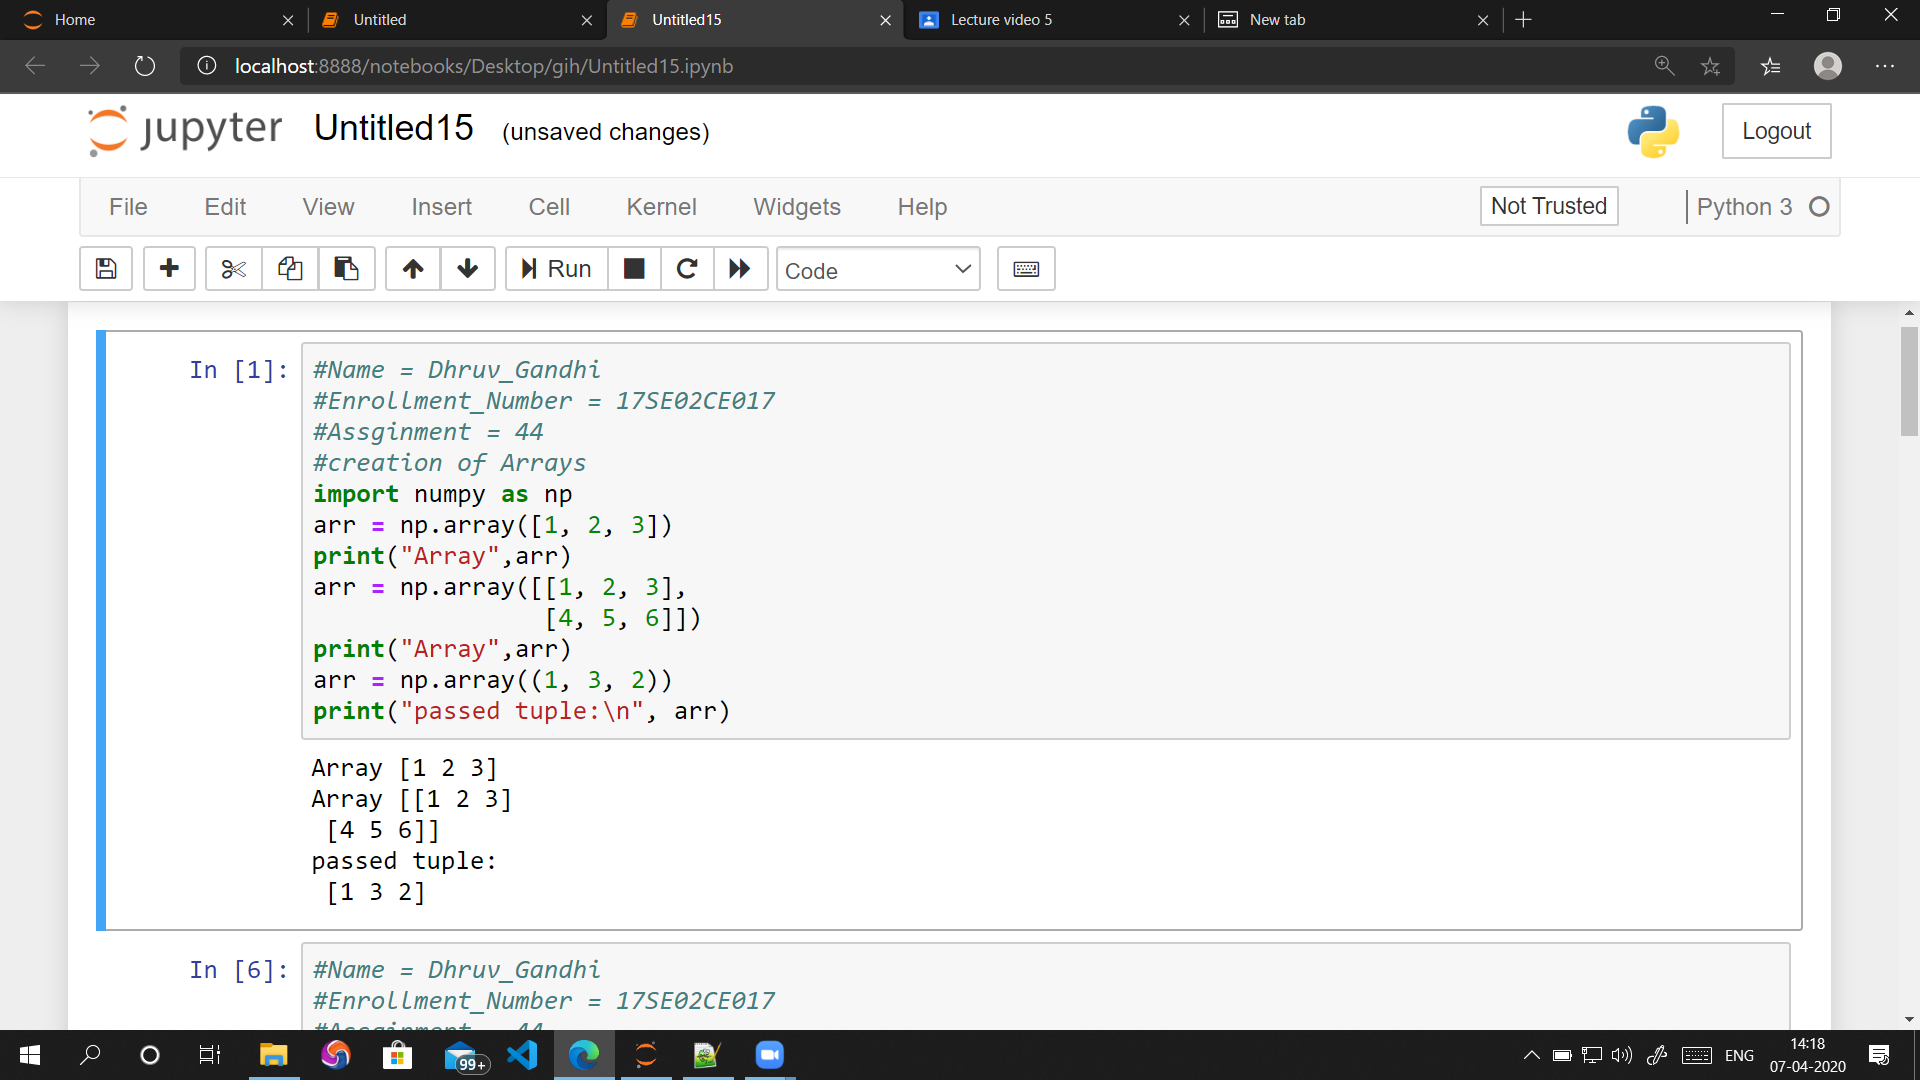 Home
Untitled
Untitled15
Lecture video 5
New tab
localhost:8888/notebooks/Desktop/gih/Untitled15.ipynb
jupyter Untitled15 (unsaved changes)
Logout
File Edit View Insert Cell Kernel Widgets Help
Not Trusted
Python 3
Run
Code
In [1]:
#Name = Dhruv_Gandhi
#Enrollment_Number = 17SE02CE017
#Assginment = 44
#creation of Arrays
import numpy as np
arr = np.array([1, 2, 3])
print("Array",arr)
arr = np.array([[1, 2, 3],
                [4, 5, 6]])
print("Array",arr)
arr = np.array((1, 3, 2))
print("passed tuple:\n", arr)
Array [1 2 3]
Array [[1 2 3]
 [4 5 6]]
passed tuple:
 [1 3 2]
In [6]:
#Name = Dhruv_Gandhi
#Enrollment_Number = 17SE02CE017
#Assginment = 44
99+
ENG
14:18
07-04-2020